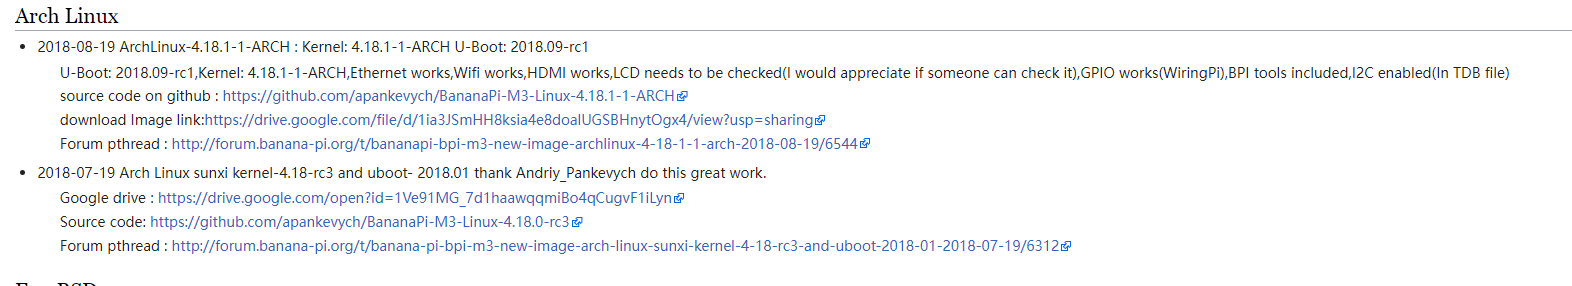 Arch Linux
2018-08-19 ArchLinux-4.18.1-1-ARCH : Kernel: 4.18.1-1-ARCH U-Boot: 2018.09-rc1
U-Boot: 2018.09-rc1,Kernel: 4.18.1-1-ARCH,Ethernet works,Wifi works,HDMI works,LCD needs to be checked(I would appreciate if someone can check it),GPIO works(WiringPi),BPI tools included,I2C enabled(In TDB file)
source code on github : https://github.com/apankevych/BananaPi-M3-Linux-4.18.1-1-ARCH
download Image link:https://drive.google.com/file/d/1ia3JSmHH8ksia4e8doalUGSBHnytOgx4/view?usp=sharing
Forum pthread : http://forum.banana-pi.org/t/bananapi-bpi-m3-new-image-archlinux-4-18-1-1-arch-2018-08-19/6544
2018-07-19 Arch Linux sunxi kernel-4.18-rc3 and uboot- 2018.01 thank Andriy_Pankevych do this great work.
Google drive : https://drive.google.com/open?id=1Ve91MG_7d1haawqqmiBo4qCugvF1iLyn
Source code: https://github.com/apankevych/BananaPi-M3-Linux-4.18.0-rc3
Forum pthread : http://forum.banana-pi.org/t/banana-pi-bpi-m3-new-image-arch-linux-sunxi-kernel-4-18-rc3-and-uboot-2018-01-2018-07-19/6312